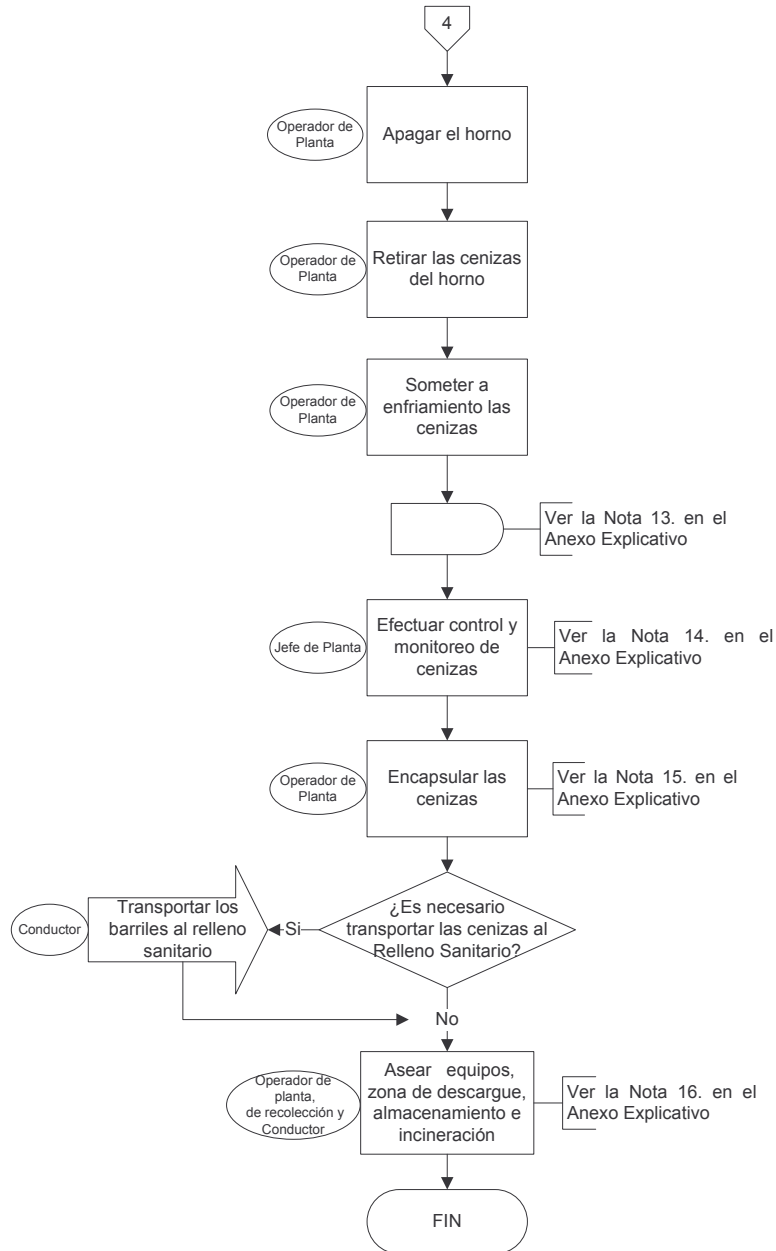 4
Operador de
Planta
Apagar el horno
Operador de
Planta
Retirar las cenizas
del horno
Operador de
Planta
Someter a
enfriamiento las
cenizas
Ver la Nota 13. en el
Anexo Explicativo
Jefe de Planta
Efectuar control y
monitoreo de
cenizas
Ver la Nota 14. en el
Anexo Explicativo
Operador de
Planta
Encapsular las
cenizas
Ver la Nota 15. en el
Anexo Explicativo
Conductor
Transportar los
barriles al relleno
sanitario
Si
¿Es necesario
transportar las cenizas al
Relleno Sanitario?
No
Operador de
planta,
de recolección y
Conductor
Asear equipos,
zona de descargue,
almacenamiento e
incineración
Ver la Nota 16. en el
Anexo Explicativo
FIN